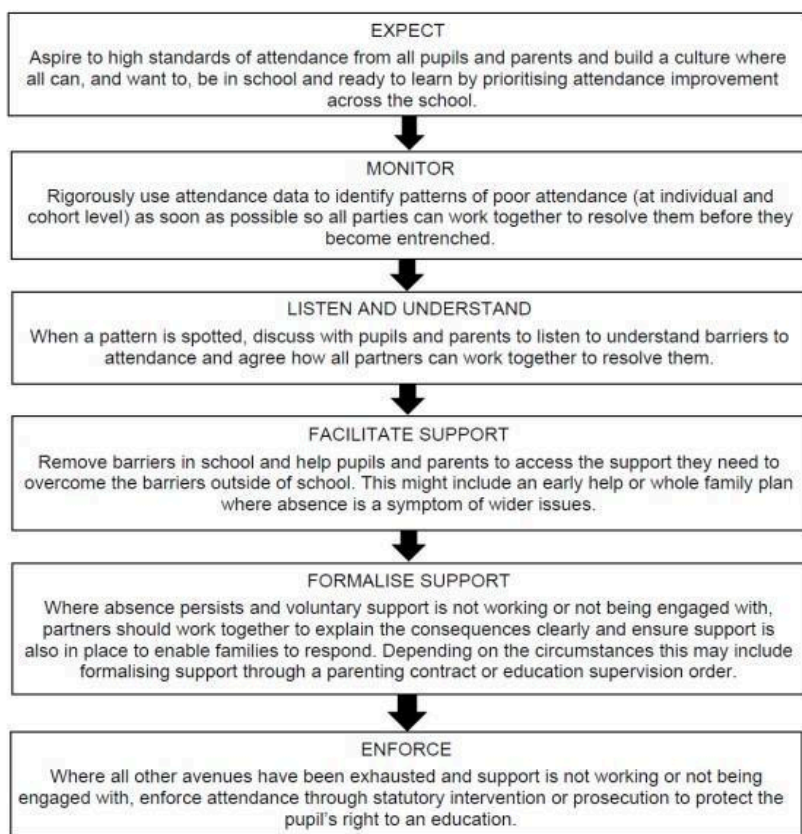 EXPECT
Aspire to high standards of attendance from all pupils and parents and build a culture where
all can, and want to, be in school and ready to learn by prioritising attendance improvement
across the school.
MONITOR
Rigorously use attendance data to identify patterns of poor attendance (at individual and
cohort level) as soon as possible so all parties can work together to resolve them before they
become entrenched.
LISTEN AND UNDERSTAND
When a pattern is spotted, discuss with pupils and parents to listen to understand barriers to
attendance and agree how all partners can work together to resolve them.
FACILITATE SUPPORT
Remove barriers in school and help pupils and parents to access the support they need to
overcome the barriers outside of school. This might include an early help or whole family plan
where absence is a symptom of wider issues.
FORMALISE SUPPORT
Where absence persists and voluntary support is not working or not being engaged with,
partners should work together to explain the consequences clearly and ensure support is
also in place to enable families to respond. Depending on the circumstances this may include
formalising support through a parenting contract or education supervision order.
ENFORCE
Where all other avenues have been exhausted and support is not working or not being
engaged with, enforce attendance through statutory intervention or prosecution to protect the
pupil's right to an education.